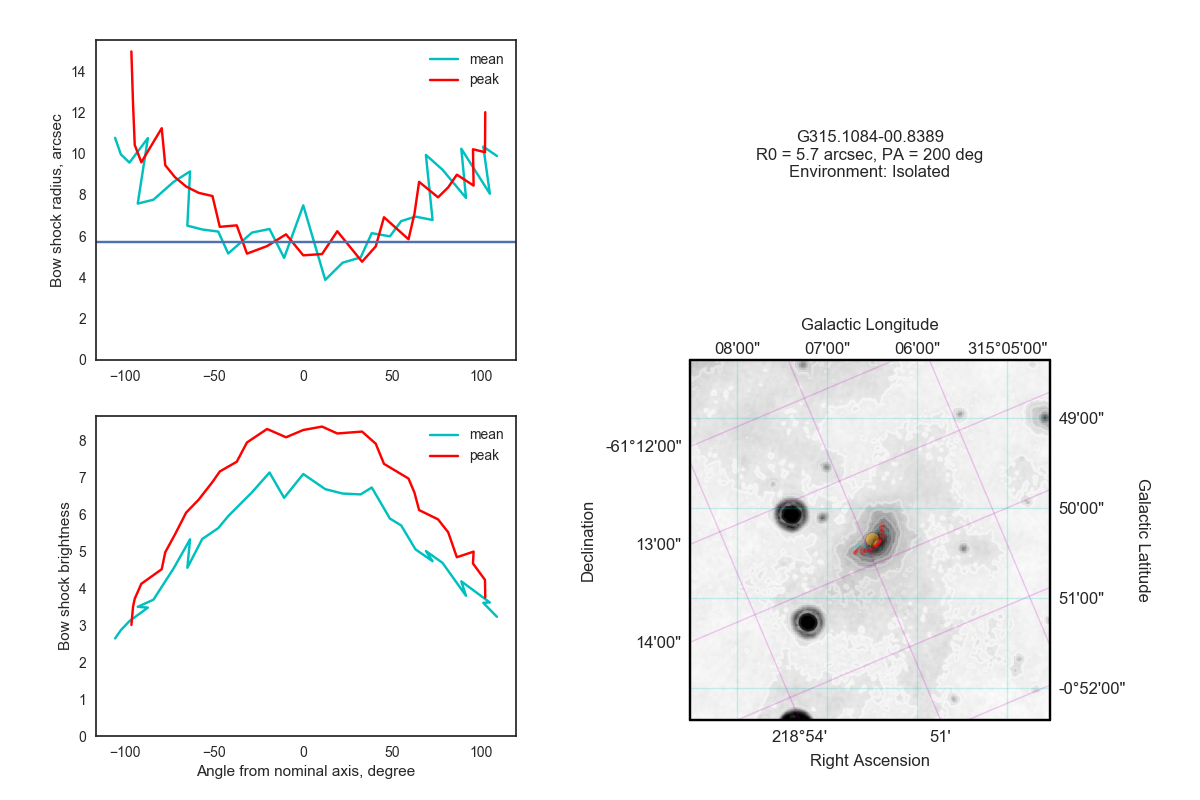 14
12
10
8
6
4
2
0
−100
−50
0
50
100
Bow shock radius, arcsec
mean
peak
G315.1084-00.8389
R0 = 5.7 arcsec, PA = 200 deg
Environment: Isolated
8
7
6
5
4
3
2
1
0
−100
−50
0
50
100
Bow shock brightness
Angle from nominal axis, degree
mean
peak
Galactic Longitude
08'00"
07'00"
06'00"
315°05'00"
-61°12'00"
13'00"
14'00"
Declination
49'00"
50'00"
51'00"
-0°52'00"
Galactic Latitude
218°54'
51'
Right Ascension